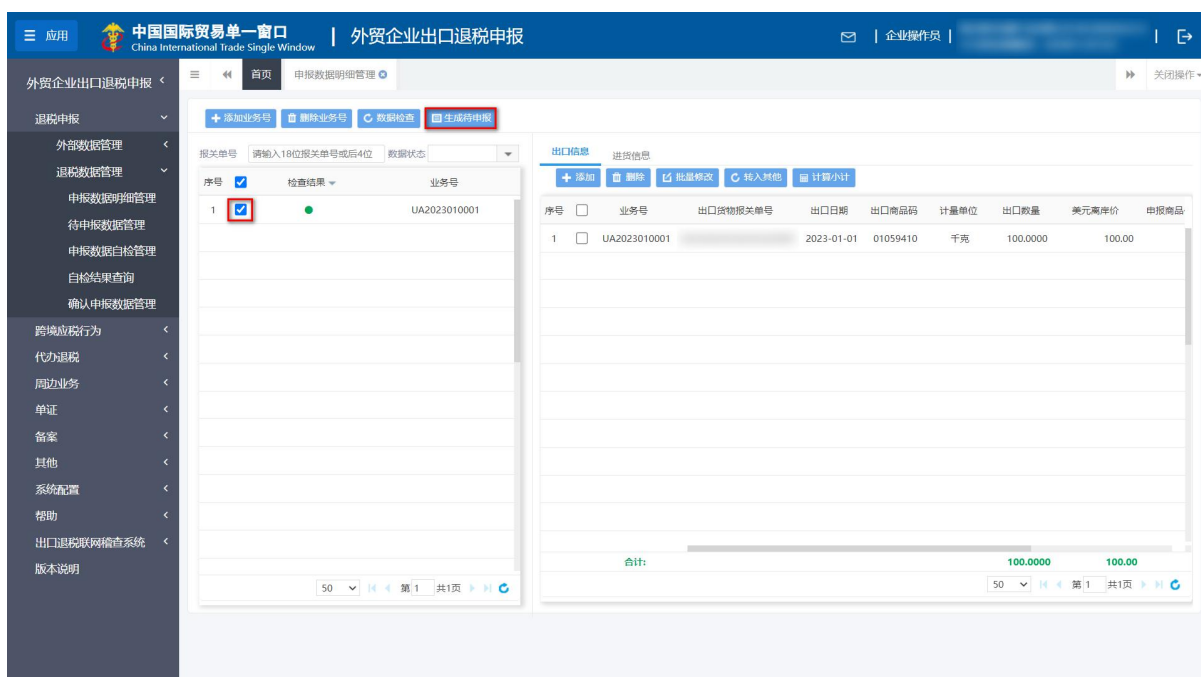 应用
中国国际贸易单一窗口
China International Trade Single Window
外贸企业出口退税申报
企业操作员
外贸企业出口退税申报
首页
申报数据明细管理
关闭操作
退税申报
外部数据管理
退税数据管理
申报数据明细管理
待申报数据管理
申报数据自检管理
自检结果查询
确认申报数据管理
跨境应税行为
代办退税
周边业务
单证
备案
其他
系统配置
帮助
出口退税联网稽查系统
版本说明
添加业务号 删除业务号 数据检查 生成待申报
报关单号 请输入18位报关单号或后4位 数据状态
序号 检查结果 业务号
1 UA2023010001
50 第 1 共1页
出口信息 进货信息
添加 删除 批量修改 转入其他 计算小计
序号 业务号 出口货物报关单号 出口日期 出口商品码 计量单位 出口数量 美元离岸价 申报商品
1 UA2023010001 2023-01-01 01059410 千克 100.0000 100.00
合计: 100.0000 100.00
50 第 1 共1页